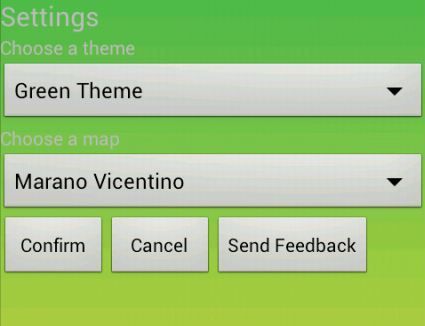 Settings
Choose a theme
Green Theme
Choose a map
Marano Vicentino
Confirm
Cancel
Send Feedback